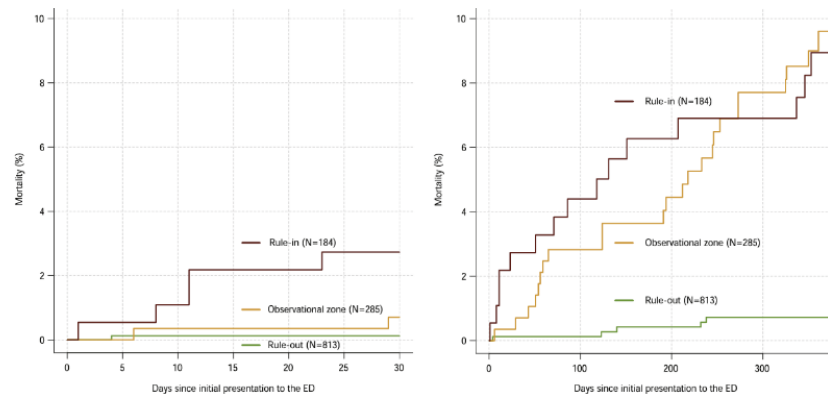 10
8
6
4
2
0
Mortality (%)
Rule-in (N=184)
Observational zone (N=285)
Rule-out (N=813)
0 5 10 15 20 25 30
Days since initial presentation to the ED
10
8
6
4
2
0
Mortality (%)
Rule-in (N=184)
Observational zone (N=285)
Rule-out (N=813)
0 100 200 300
Days since initial presentation to the ED